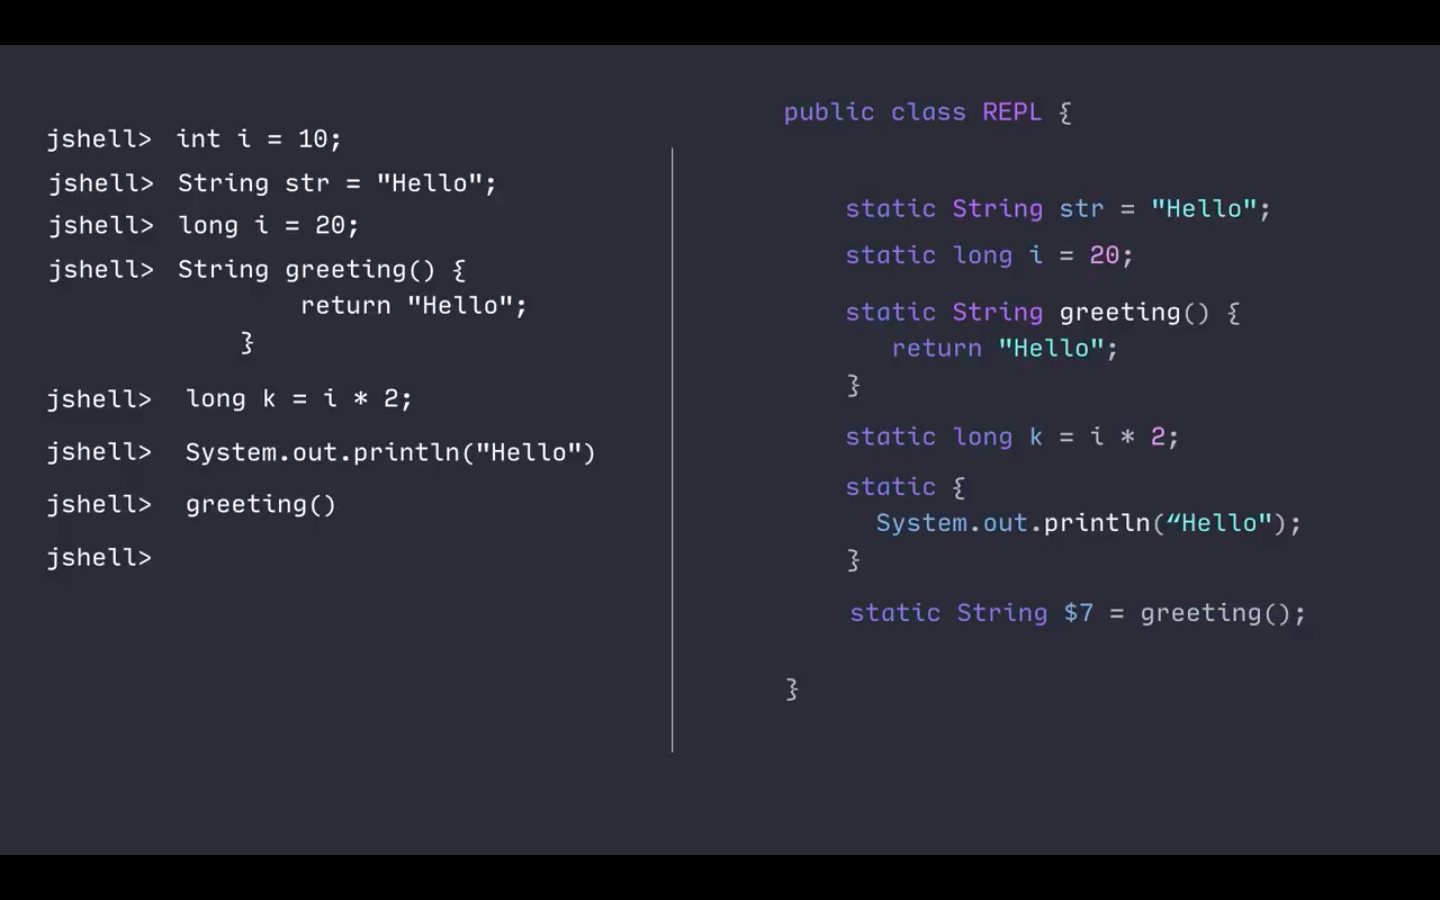 jshell> int i = 10;
jshell> String str = "Hello";
jshell> long i = 20;
jshell> String greeting() {
return "Hello";
}
jshell> long k = i * 2;
jshell> System.out.println("Hello")
jshell> greeting()
jshell>
public class REPL {
static String str = "Hello";
static long i = 20;
static String greeting() {
return "Hello";
}
static long k = i * 2;
static {
System.out.println(“Hello");
}
static String $7 = greeting();
}